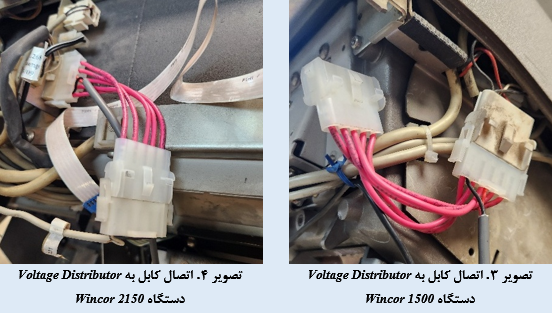 تصویر ۳. اتصال کابل به Voltage Distributor
دستگاه Wincor 1500
تصویر ۴. اتصال کابل به Voltage Distributor
دستگاه Wincor 2150